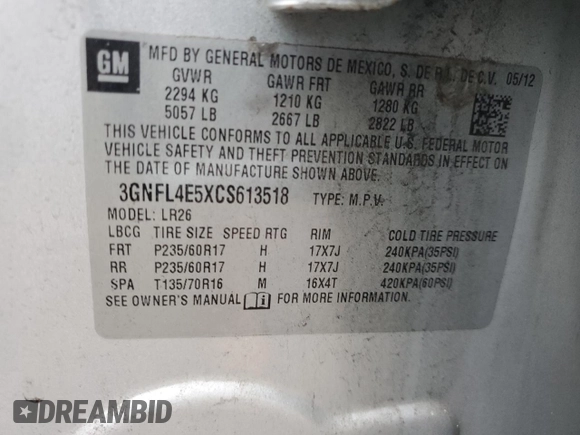 GM
MFD BY GENERAL MOTORS DE MEXICO, S. DE R.L. DE C.V. 05/12
GVWR GAWR FRT GAWR RR
2294 KG 1210 KG 1280 KG
5057 LB 2667 LB 2822 LB
THIS VEHICLE CONFORMS TO ALL APPLICABLE U.S. FEDERAL MOTOR
VEHICLE SAFETY AND THEFT PREVENTION STANDARDS IN EFFECT ON
THE DATE OF MANUFACTURE SHOWN ABOVE.
3GNFL4E5XCS613518 TYPE: M.P.V.
MODEL: LR26
LBCG TIRE SIZE SPEED RTG RIM COLD TIRE PRESSURE
FRT P235/60R17 H 17X7J 240KPA(35PSI)
RR P235/60R17 H 17X7J 240KPA(35PSI)
SPA T135/70R16 M 16X4T 420KPA(60PSI)
SEE OWNER'S MANUAL FOR MORE INFORMATION.
DREAMBID